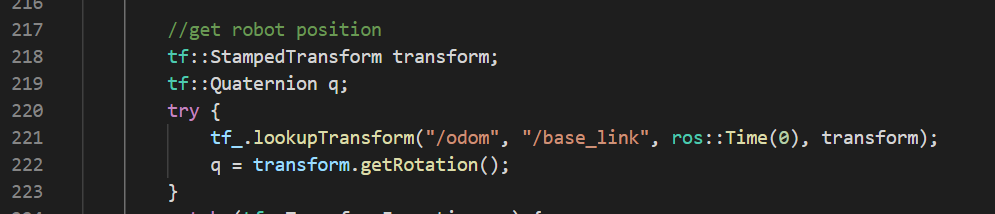 216
217 //get robot position
218 tf::StampedTransform transform;
219 tf::Quaternion q;
220 try {
221 tf_.lookupTransform("/odom", "/base_link", ros::Time(0), transform);
222 q = transform.getRotation();
223 }